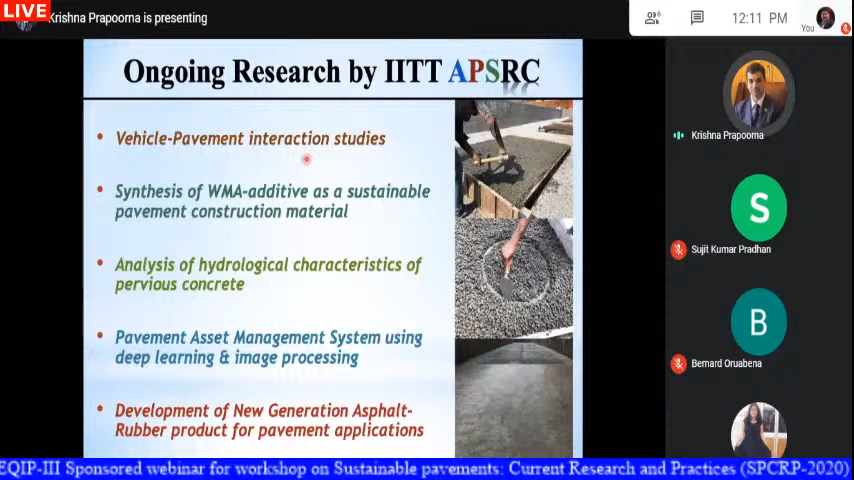 LIVE
Krishna Prapoorna is presenting
6
12:11 PM
You
Ongoing Research by IITT APSRC
• Vehicle-Pavement interaction studies
• Synthesis of WMA-additive as a sustainable
pavement construction material
• Analysis of hydrological characteristics of
pervious concrete
• Pavement Asset Management System using
deep learning & image processing
• Development of New Generation Asphalt-
Rubber product for pavement applications
Krishna Prapoorna
S
Sujit Kumar Pradhan
B
Bernard Oruabena
EQIP-III Sponsored webinar for workshop on Sustainable pavements: Current Research and Practices (SPCRP-2020)